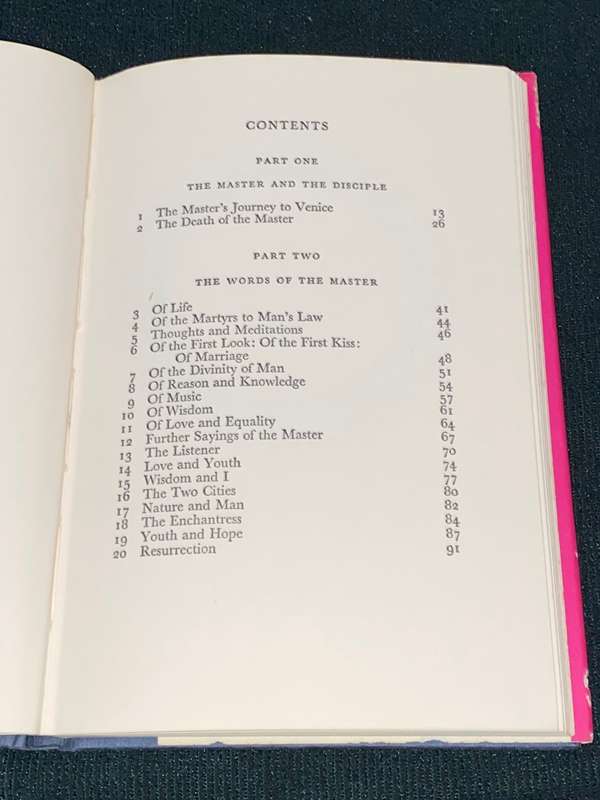 CONTENTS
PART ONE
THE MASTER AND THE DISCIPLE
1 The Master's Journey to Venice 13
2 The Death of the Master 26
PART TWO
THE WORDS OF THE MASTER
3 Of Life 41
4 Of the Martyrs to Man's Law 44
5 Thoughts and Meditations 46
6 Of the First Look: Of the First Kiss:
Of Marriage 48
7 Of the Divinity of Man 51
8 Of Reason and Knowledge 54
9 Of Music 57
10 Of Wisdom 61
11 Of Love and Equality 64
12 Further Sayings of the Master 67
13 The Listener 70
14 Love and Youth 74
15 Wisdom and I 77
16 The Two Cities 80
17 Nature and Man 82
18 The Enchantress 84
19 Youth and Hope 87
20 Resurrection 91